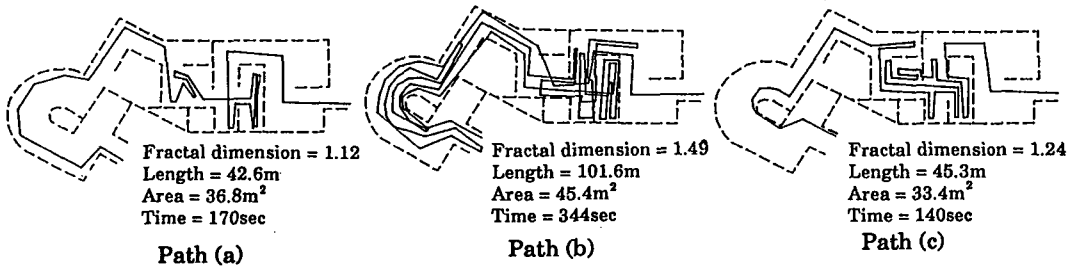 Fractal dimension = 1.12
Length = 42.6m
Area = 36.8m²
Time = 170sec
Path (a)
Fractal dimension = 1.49
Length = 101.6m
Area = 45.4m²
Time = 344sec
Path (b)
Fractal dimension = 1.24
Length = 45.3m
Area = 33.4m²
Time = 140sec
Path (c)